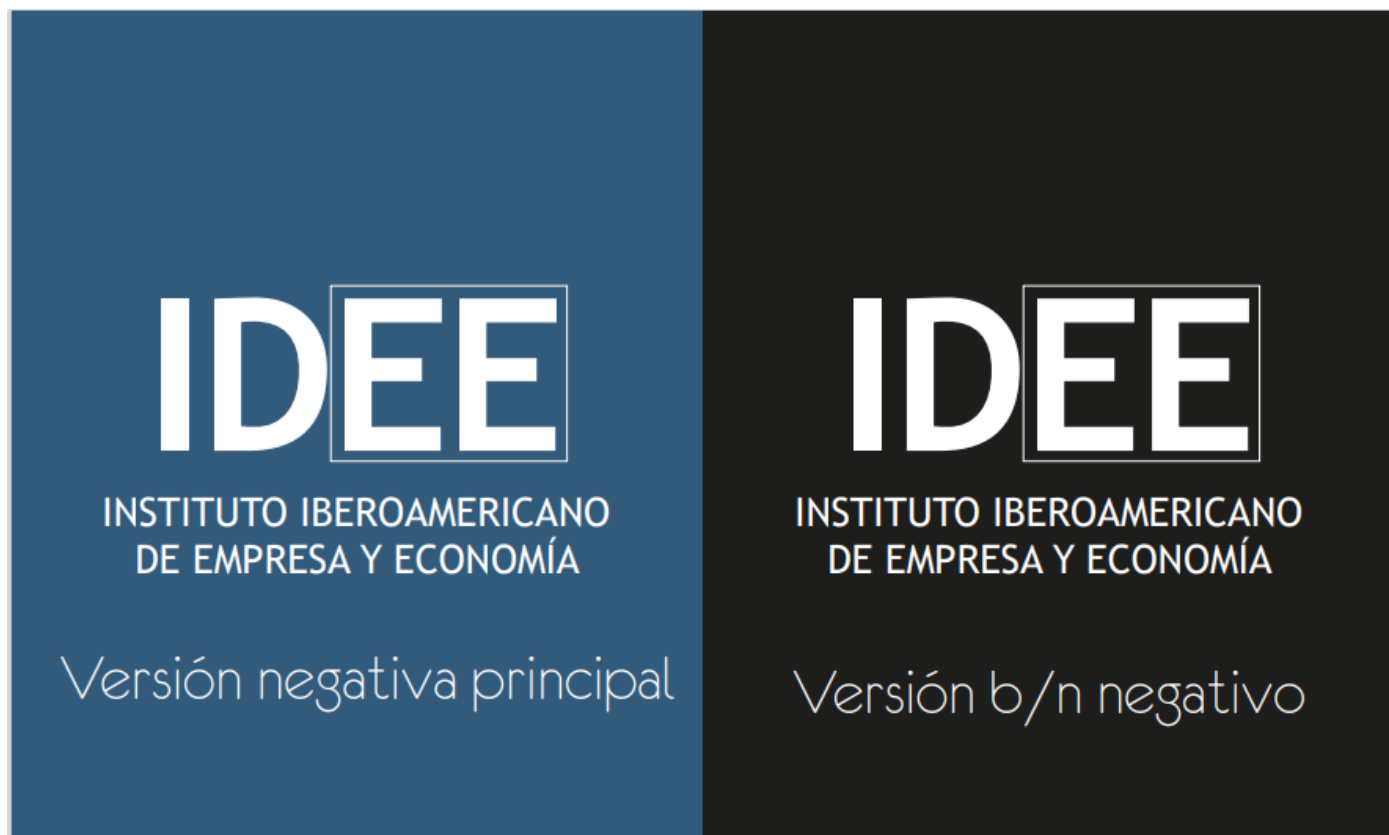 IDEE
INSTITUTO IBEROAMERICANO
DE EMPRESA Y ECONOMÍA
Versión negativa principal
IDEE
INSTITUTO IBEROAMERICANO
DE EMPRESA Y ECONOMÍA
Versión b/n negativo